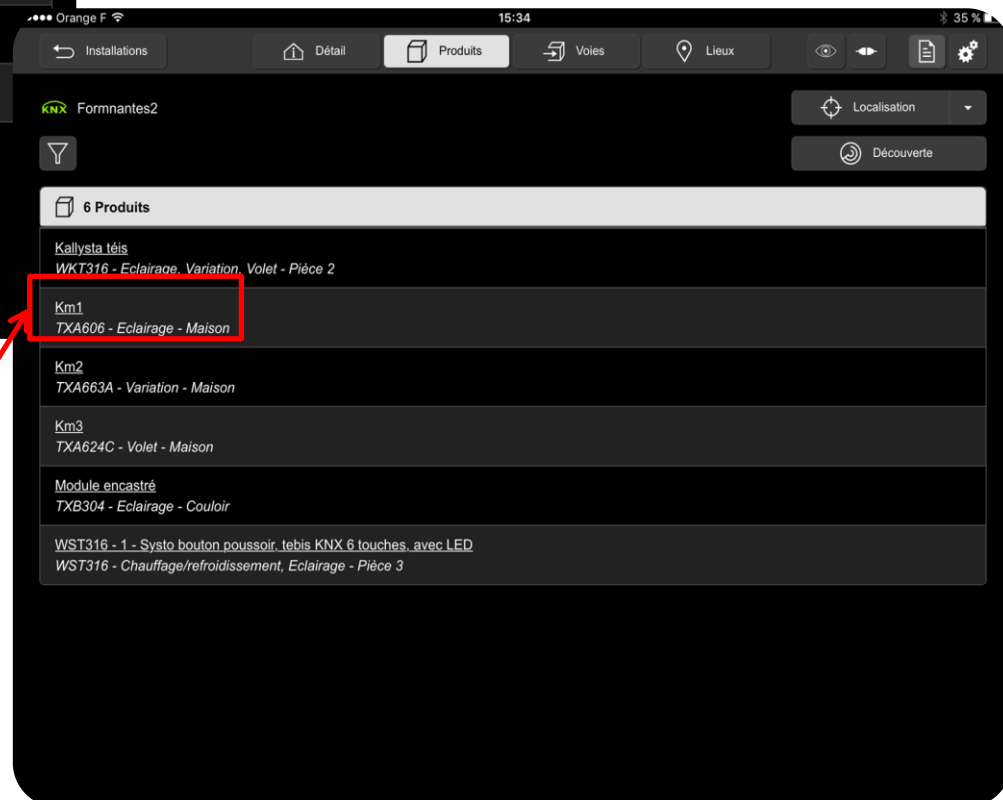 Orange F
15:34
35 %
Installations
Détail
Produits
Voies
Lieux
KNX Formnantes2
Localisation
Découverte
6 Produits
Kallysta téis
WKT316 - Eclairage, Variation, Volet - Pièce 2
Km1
TXA606 - Eclairage - Maison
Km2
TXA663A - Variation - Maison
Km3
TXA624C - Volet - Maison
Module encastré
TXB304 - Eclairage - Couloir
WST316 - 1 - Systo bouton poussoir, tebis KNX 6 touches, avec LED
WST316 - Chauffage/refroidissement, Eclairage - Pièce 3